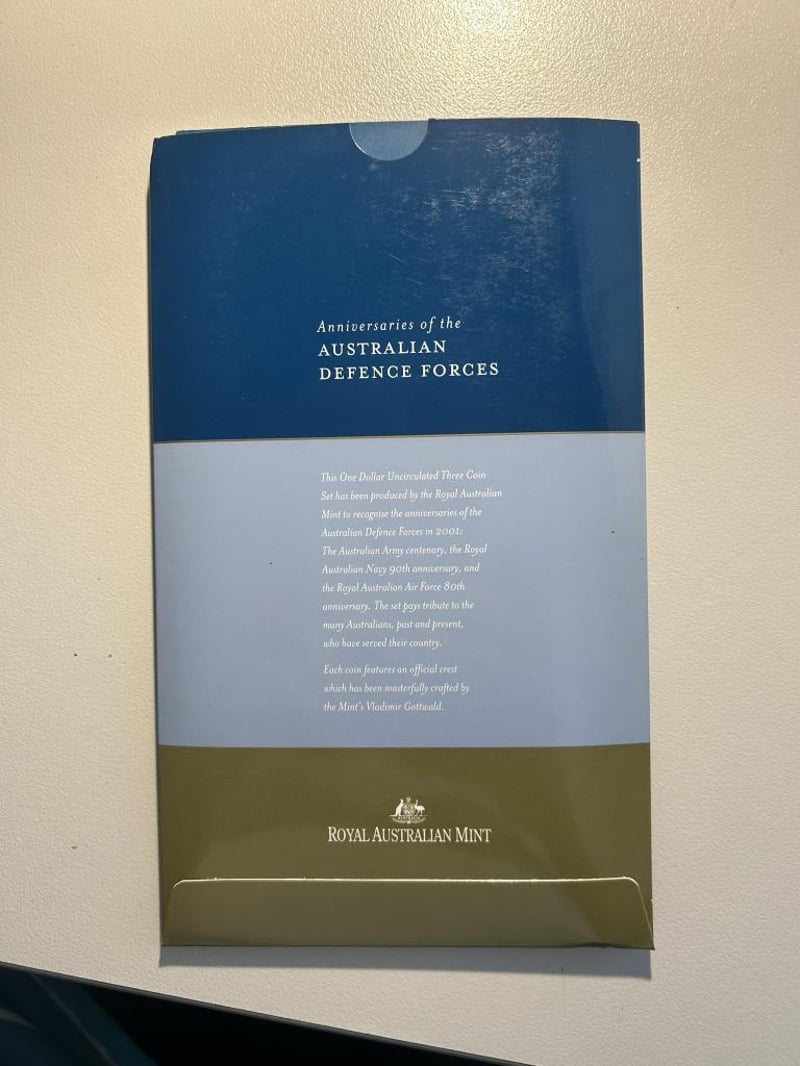 Anniversaries of the
AUSTRALIAN
DEFENCE FORCES
This One Dollar Uncirculated Three Coin
Set has been produced by the Royal Australian
Mint to recognise the anniversaries of the
Australian Defence Forces in 2001:
The Australian Army centenary, the Royal
Australian Navy 90th anniversary, and
the Royal Australian Air Force 80th
anniversary. The set pays tribute to the
many Australians, past and present,
who have served their country.
Each coin features an official crest
which has been masterfully crafted by
the Mint's Vladimir Gottwald.
ROYAL AUSTRALIAN MINT